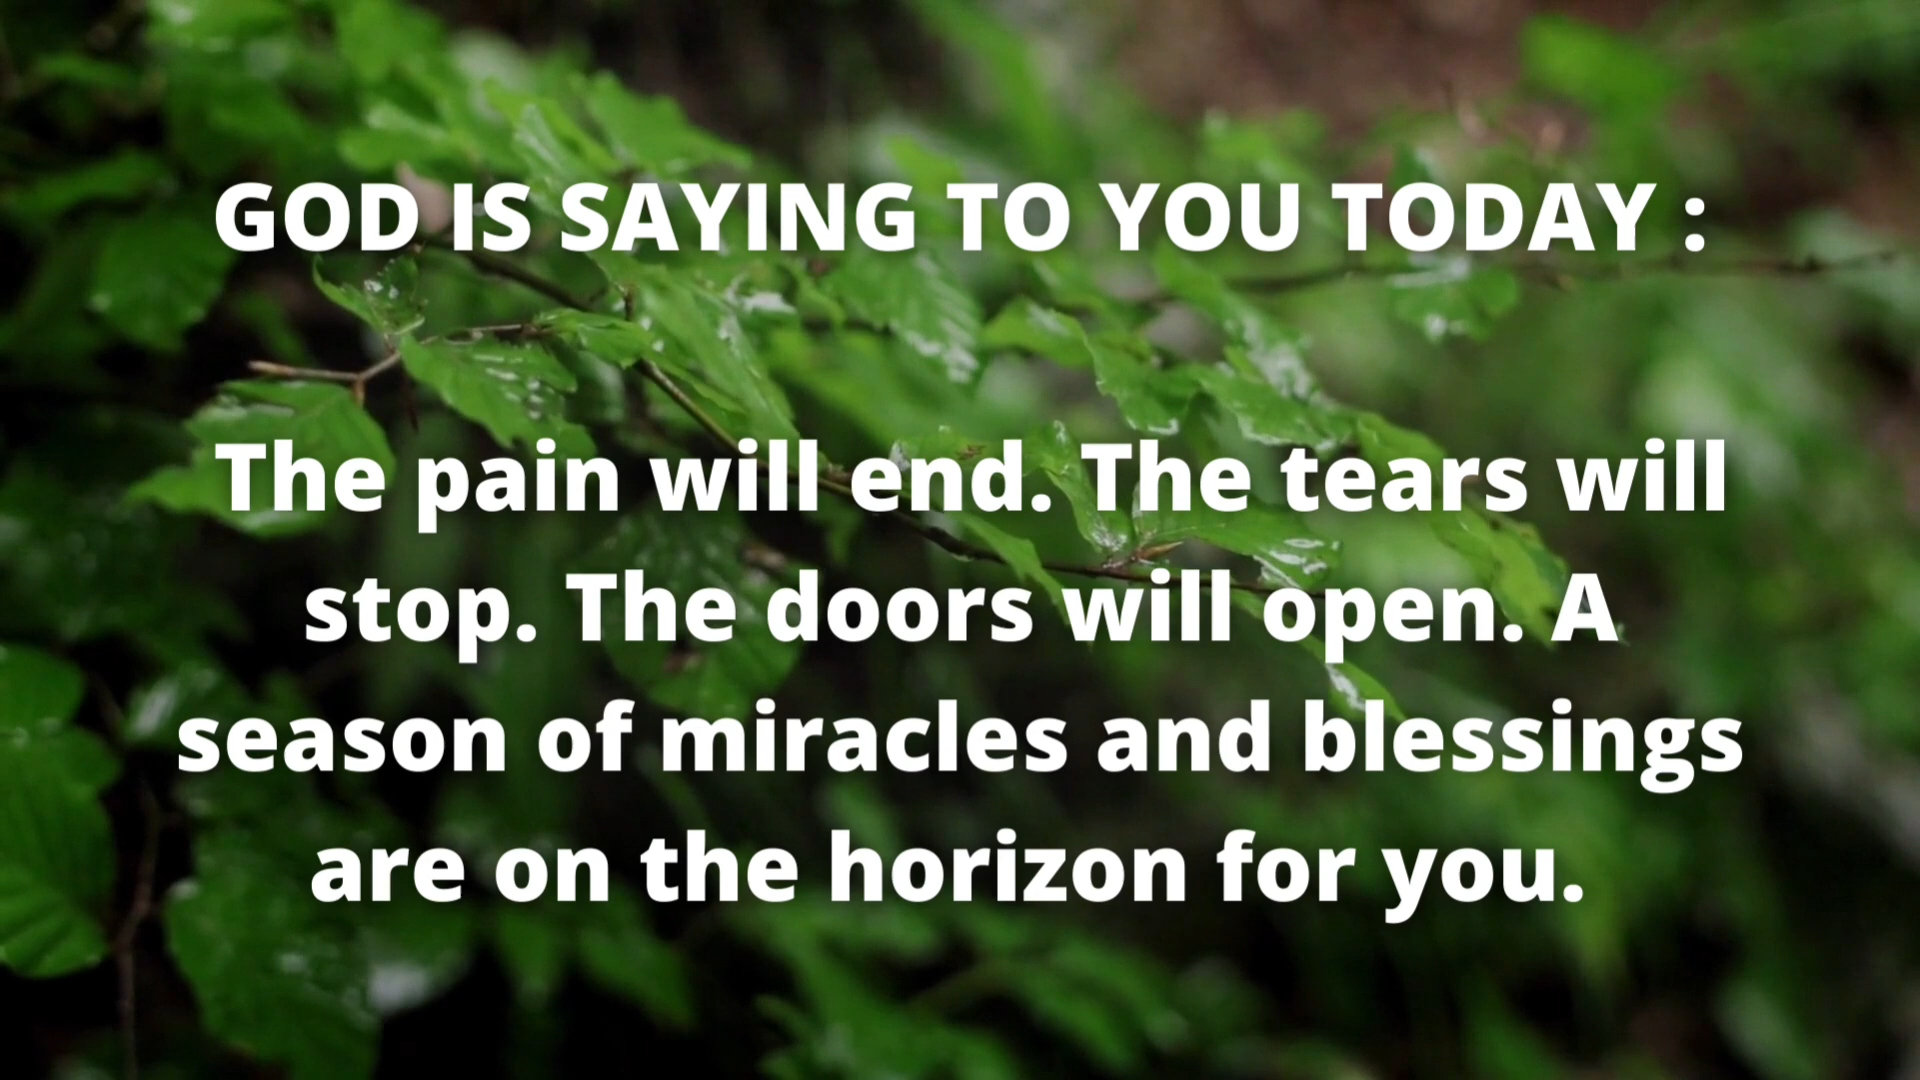 GOD IS SAYING TO YOU TODAY :
The pain will end. The tears will
stop. The doors will open. A
season of miracles and blessings
are on the horizon for you.